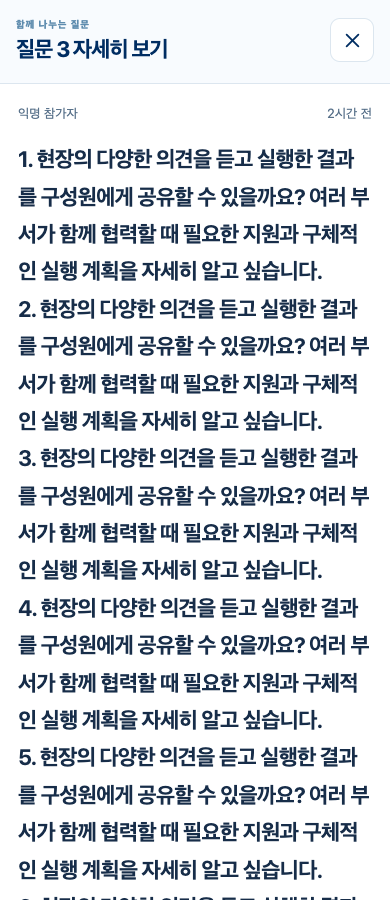 함께 나누는 질문
질문 3 자세히 보기
익명 참가자
2시간 전
1. 현장의 다양한 의견을 듣고 실행한 결과
를 구성원에게 공유할 수 있을까요? 여러 부
서가 함께 협력할 때 필요한 지원과 구체적
인 실행 계획을 자세히 알고 싶습니다.
2. 현장의 다양한 의견을 듣고 실행한 결과
를 구성원에게 공유할 수 있을까요? 여러 부
서가 함께 협력할 때 필요한 지원과 구체적
인 실행 계획을 자세히 알고 싶습니다.
3. 현장의 다양한 의견을 듣고 실행한 결과
를 구성원에게 공유할 수 있을까요? 여러 부
서가 함께 협력할 때 필요한 지원과 구체적
인 실행 계획을 자세히 알고 싶습니다.
4. 현장의 다양한 의견을 듣고 실행한 결과
를 구성원에게 공유할 수 있을까요? 여러 부
서가 함께 협력할 때 필요한 지원과 구체적
인 실행 계획을 자세히 알고 싶습니다.
5. 현장의 다양한 의견을 듣고 실행한 결과
를 구성원에게 공유할 수 있을까요? 여러 부
서가 함께 협력할 때 필요한 지원과 구체적
인 실행 계획을 자세히 알고 싶습니다.